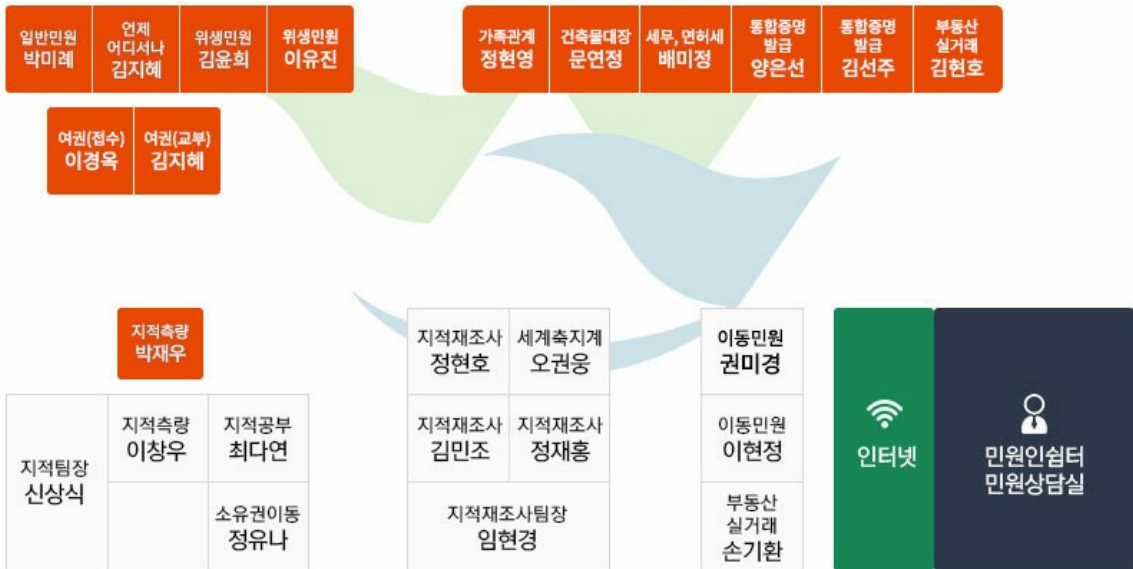 일반민원
박미례
언제
어디서나
김지혜
위생민원
김윤희
위생민원
이유진
가족관계
정현영
건축물대장
문연정
세무, 면허세
배미정
통합증명
발급
양은선
통합증명
발급
김선주
부동산
실거래
김현호
여권(접수)
이경옥
여권(교부)
김지혜
지적측량
박재우
지적팀장
신상식
지적측량
이창우
지적공부
최다연
소유권이동
정유나
지적재조사
정현호
세계축지계
오권웅
지적재조사
김민조
지적재조사
정재홍
지적재조사팀장
임현경
이동민원
권미경
이동민원
이현정
부동산
실거래
손기환
인터넷
민원인쉼터
민원상담실